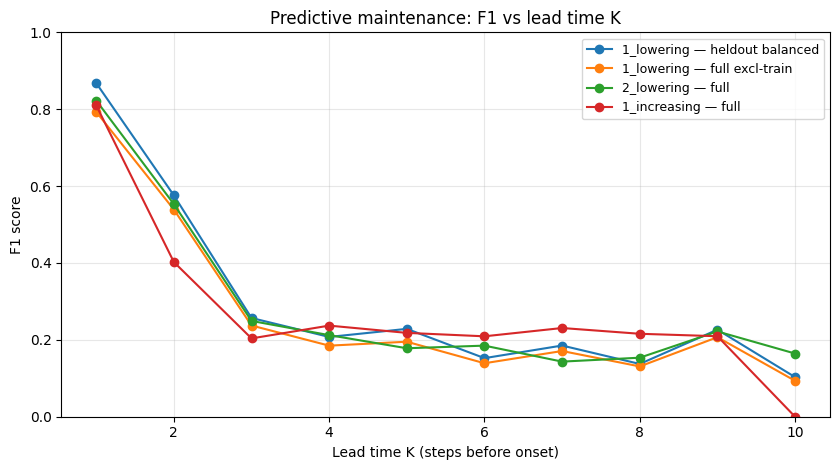 Predictive maintenance: F1 vs lead time K
1_lowering — heldout balanced
1_lowering — full excl-train
2_lowering — full
1_increasing — full
F1 score
1.0
0.8
0.6
0.4
0.2
0.0
2 4 6 8 10
Lead time K (steps before onset)